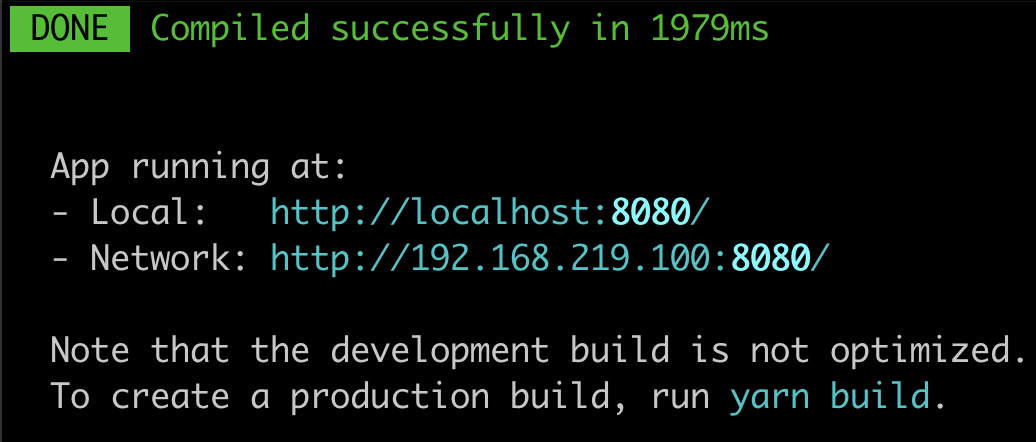 DONE Compiled successfully in 1979ms
App running at:
- Local: http://localhost:8080/
- Network: http://192.168.219.100:8080/
Note that the development build is not optimized.
To create a production build, run yarn build.